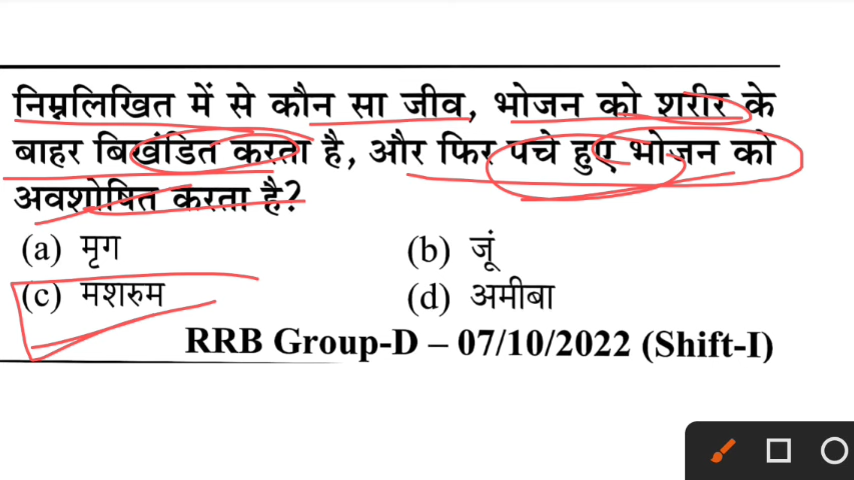 निम्नलिखित में से कौन सा जीव, भोजन को शरीर के
बाहर बिखंडित करता है, और फिर पचे हुए भोजन को
अवशोषित करता है?
(a) मृग (b) जूं
(c) मशरुम (d) अमीबा
RRB Group-D – 07/10/2022 (Shift-I)